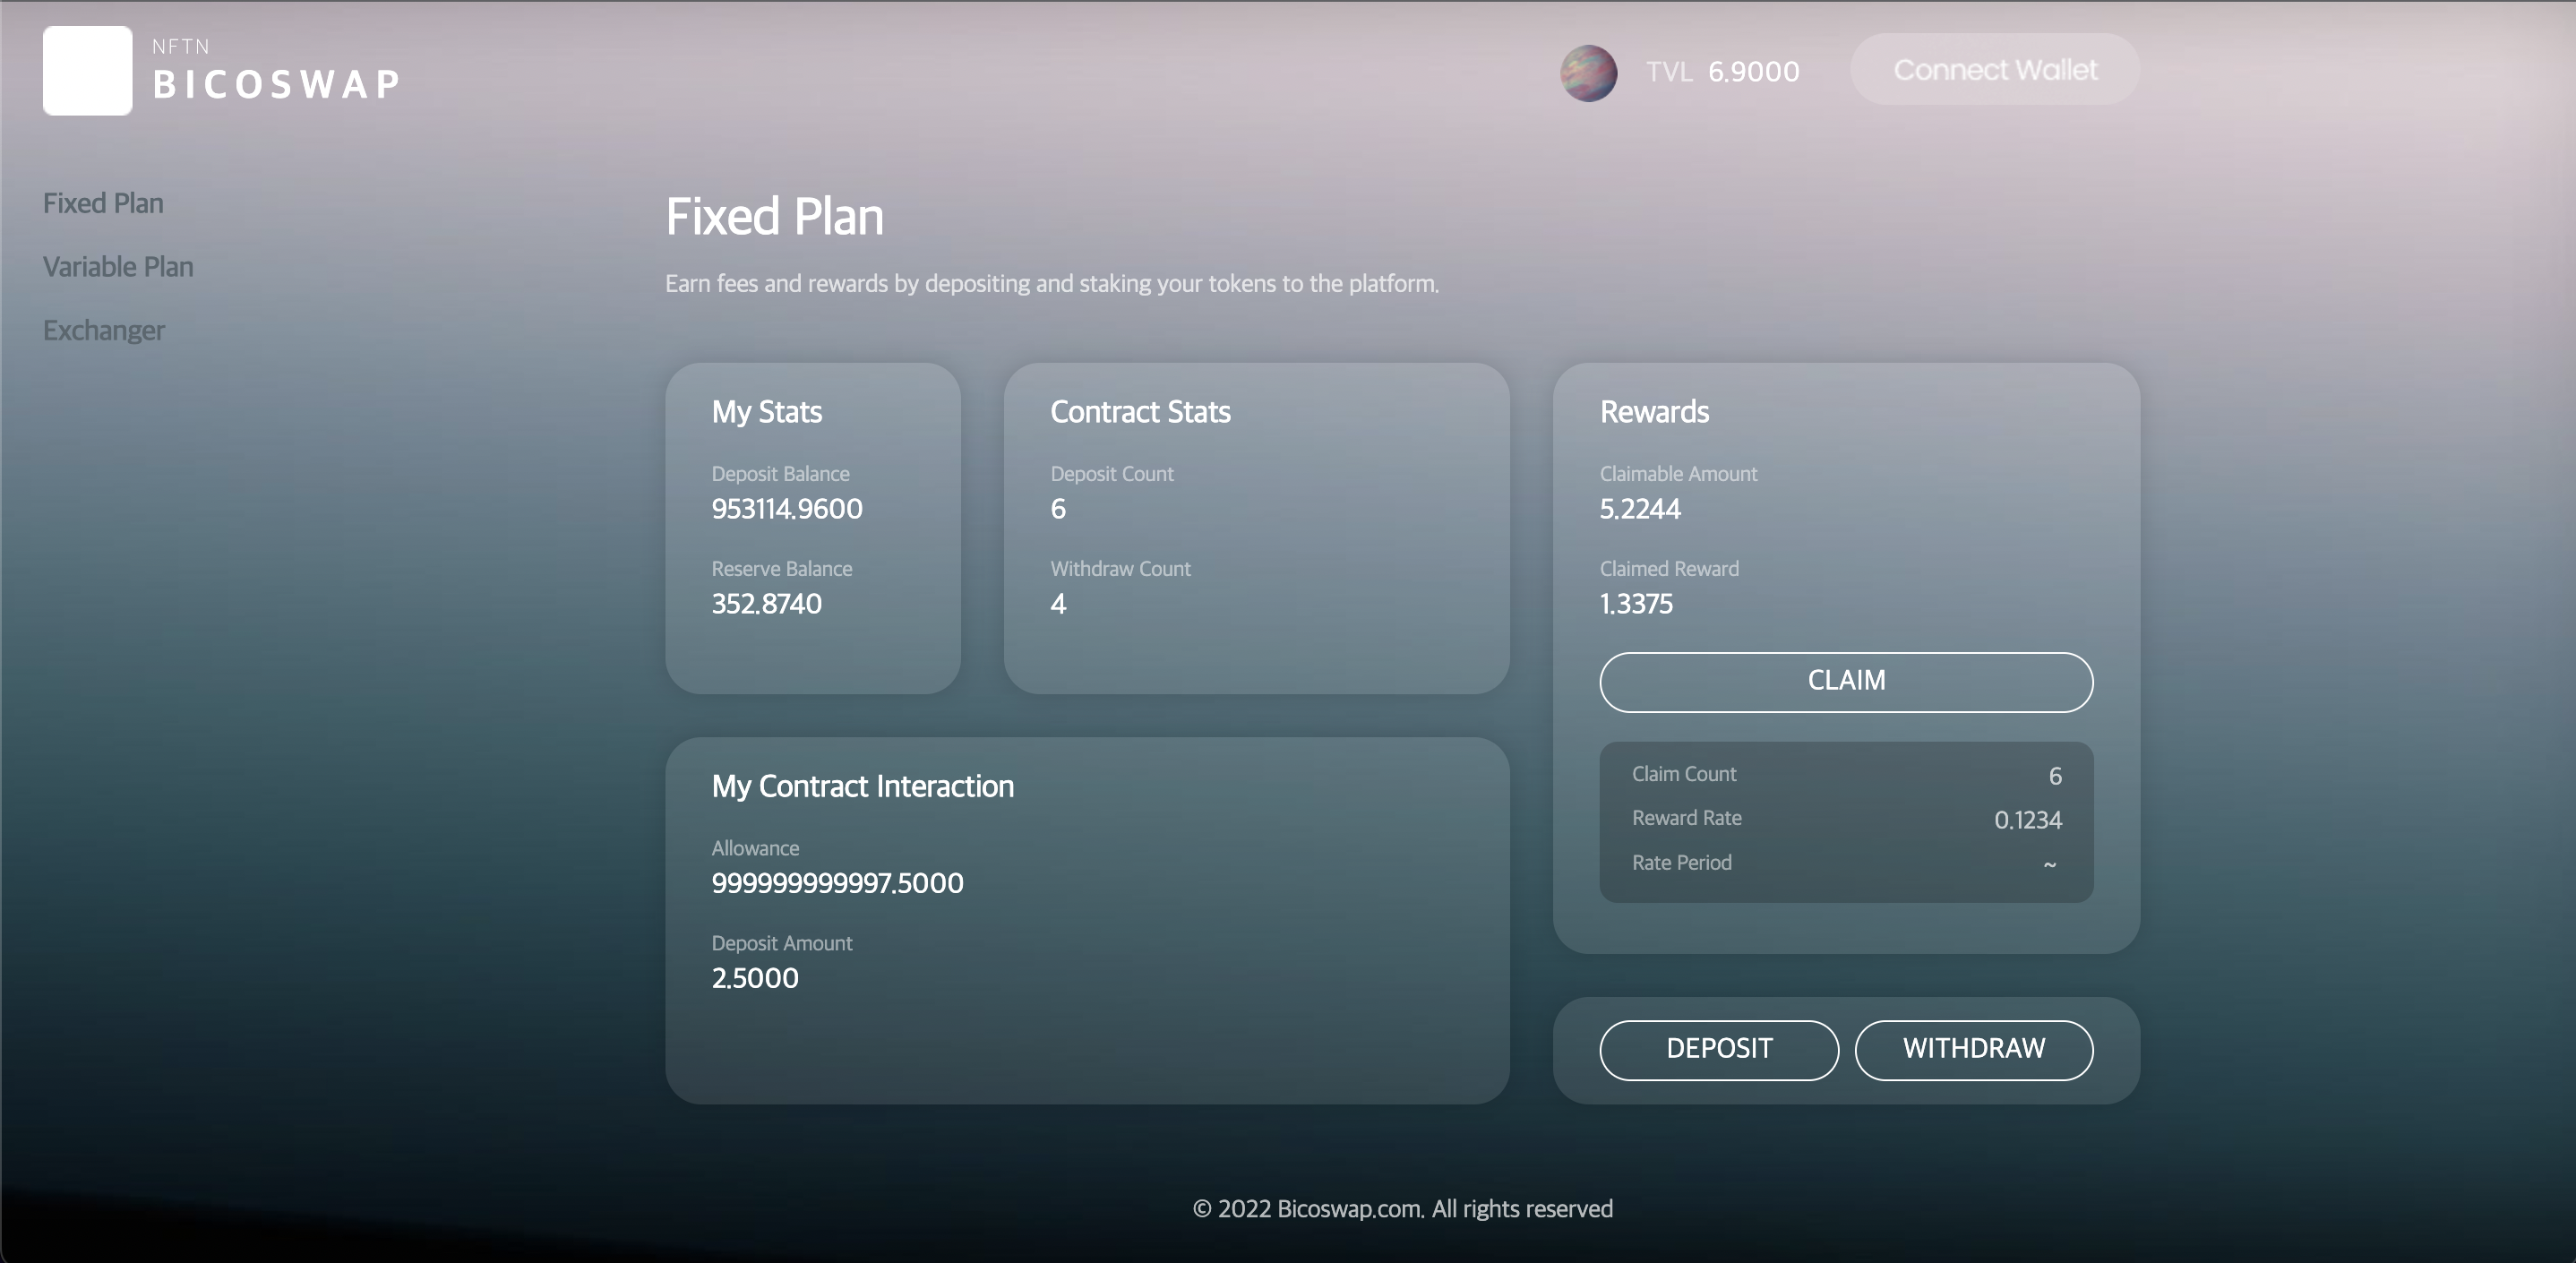 NFTN
BICOSWAP
TVL 6.9000
Connect Wallet
Fixed Plan
Variable Plan
Exchanger
Fixed Plan
Earn fees and rewards by depositing and staking your tokens to the platform.
My Stats
Deposit Balance
953114.9600
Reserve Balance
352.8740
Contract Stats
Deposit Count
6
Withdraw Count
4
Rewards
Claimable Amount
5.2244
Claimed Reward
1.3375
CLAIM
Claim Count 6
Reward Rate 0.1234
Rate Period ~
My Contract Interaction
Allowance
999999999997.5000
Deposit Amount
2.5000
DEPOSIT WITHDRAW
© 2022 Bicoswap.com. All rights reserved